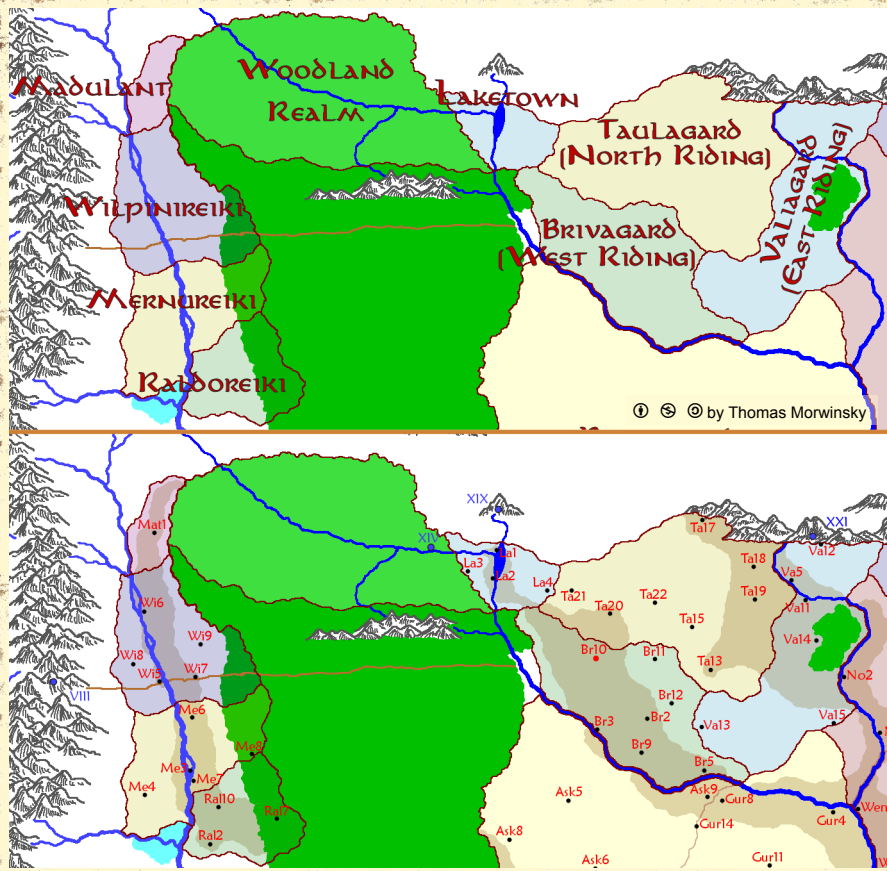 Madulant
Woodland
Realm
Laketown
Taulagard
(North Riding)
Valiagard
(East Riding)
Wilpinireiki
Brivagard
(West Riding)
Mernureiki
Raldoreiki
by Thomas Morwinsky
XIX
Ta17
XXI
Mat1
XIV
La1
Va12
La3
La2
Ta18
Va5
La4
Ta21
Ta22
Ta19
Va11
Wi6
Ta20
Ta15
Wi9
Va14
Wi8
Br10
Br11
Ta13
Wi5
Wi7
No2
VIII
Me6
Br12
Br3
Br2
Va13
Va15
Me8
Br9
Br5
Me7
Me4
Ral10
Ask5
Ask9
Gur8
Wen
Ral7
Gur4
Ral2
Ask8
Gur14
Ask6
Gur11